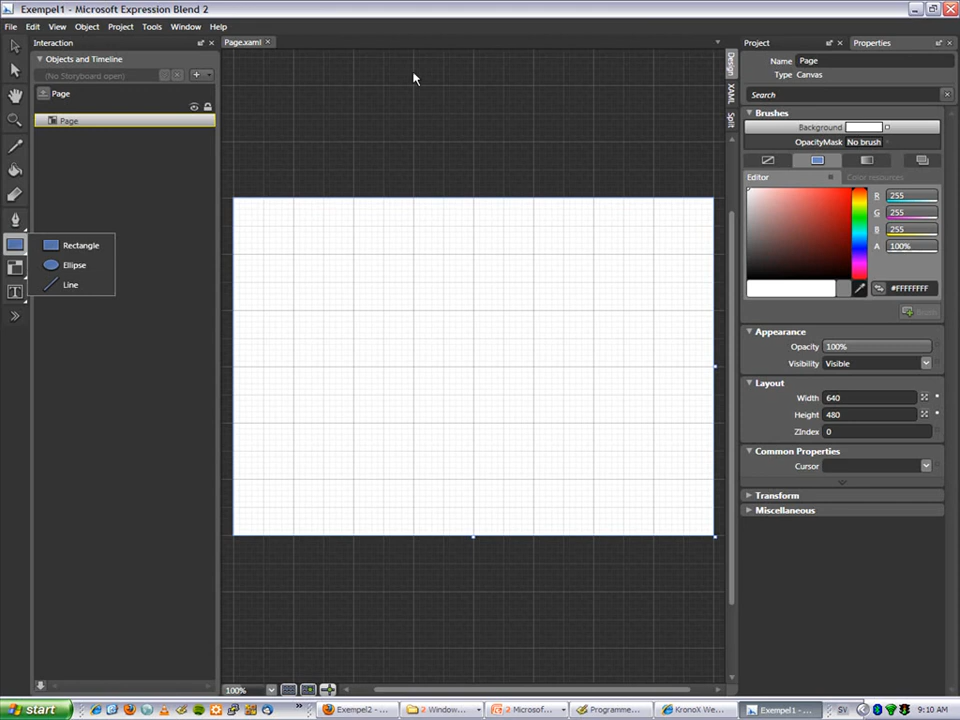 Exempel1 - Microsoft Expression Blend 2
File Edit View Object Project Tools Window Help
Interaction
Objects and Timeline
(No Storyboard open)
Page
Page
Rectangle
Ellipse
Line
Page.xaml
100%
Design
XAML
Split
Project
Properties
Name Page
Type Canvas
Search
Brushes
Background
OpacityMask No brush
Editor
Color resources
R 255
G 255
B 255
A 100%
#FFFFFFFF
Appearance
Opacity 100%
Visibility Visible
Layout
Width 640
Height 480
ZIndex 0
Common Properties
Cursor
Transform
Miscellaneous
start
Exempel2 - ...
2 Window...
2 Microsof...
Programme...
KronoX We...
Exempel1 - ...
SV
9:10 AM